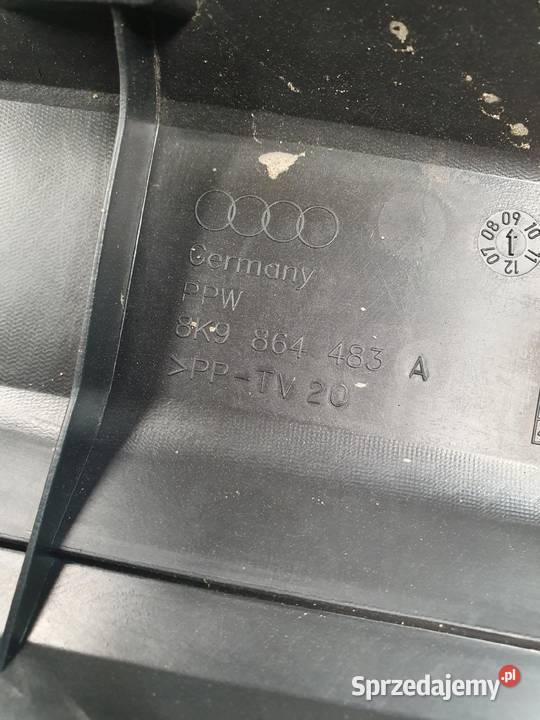 Germany
PPW
8K9 864 483 A
>PP-TV 20
07 08 09 10 11 12
Sprzedajemy.pl